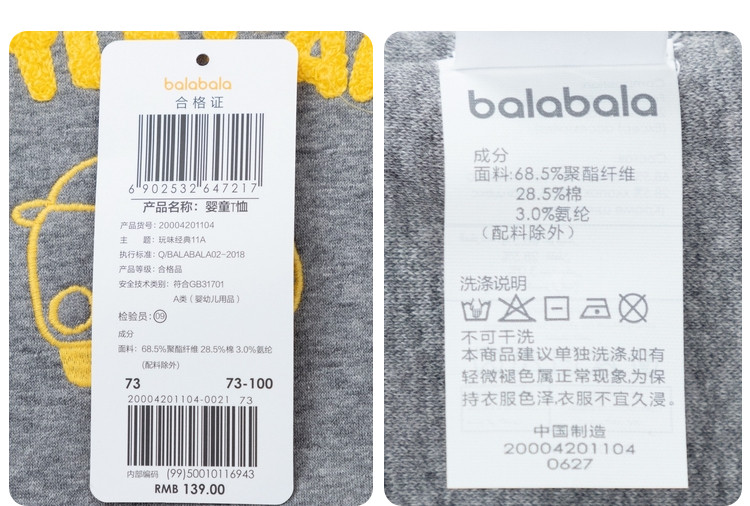 balabala
合格证
6 902532 647217
产品名称：婴童T恤
产品货号：20004201104
主 题：玩味经典11A
执行标准：Q/BALABALA02-2018
产品等级：合格品
安全技术类别：符合GB31701
A类（婴幼儿用品）
检验员：09
成分
面料：68.5%聚酯纤维 28.5%棉 3.0%氨纶
(配料除外)
73 73-100
20004201104-0021 73
内部编码 (99)50010116943
RMB 139.00
balabala
成分
面料:68.5%聚酯纤维
28.5%棉
3.0%氨纶
（配料除外）
洗涤说明
不可干洗
本商品建议单独洗涤,如有
轻微褪色属正常现象,为保
持衣服色泽,衣服不宜久浸。
中国制造
20004201104
0627